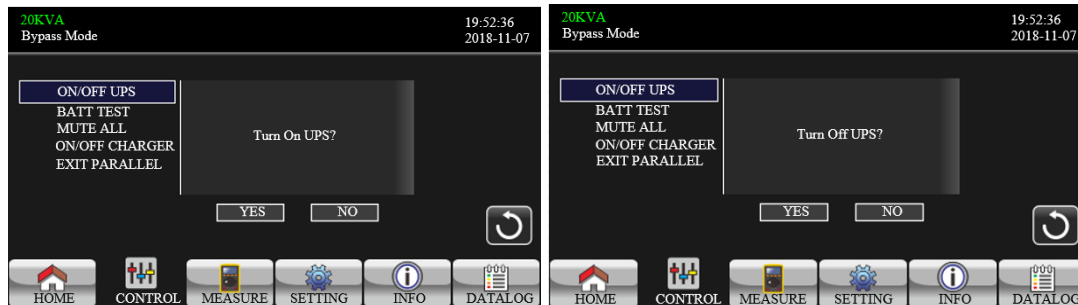 20KVA
Bypass Mode
19:52:36
2018-11-07
ON/OFF UPS
BATT TEST
MUTE ALL
ON/OFF CHARGER
EXIT PARALLEL
Turn On UPS?
YES NO
HOME CONTROL MEASURE SETTING INFO DATALOG
20KVA
Bypass Mode
19:52:36
2018-11-07
ON/OFF UPS
BATT TEST
MUTE ALL
ON/OFF CHARGER
EXIT PARALLEL
Turn Off UPS?
YES NO
HOME CONTROL MEASURE SETTING INFO DATALOG